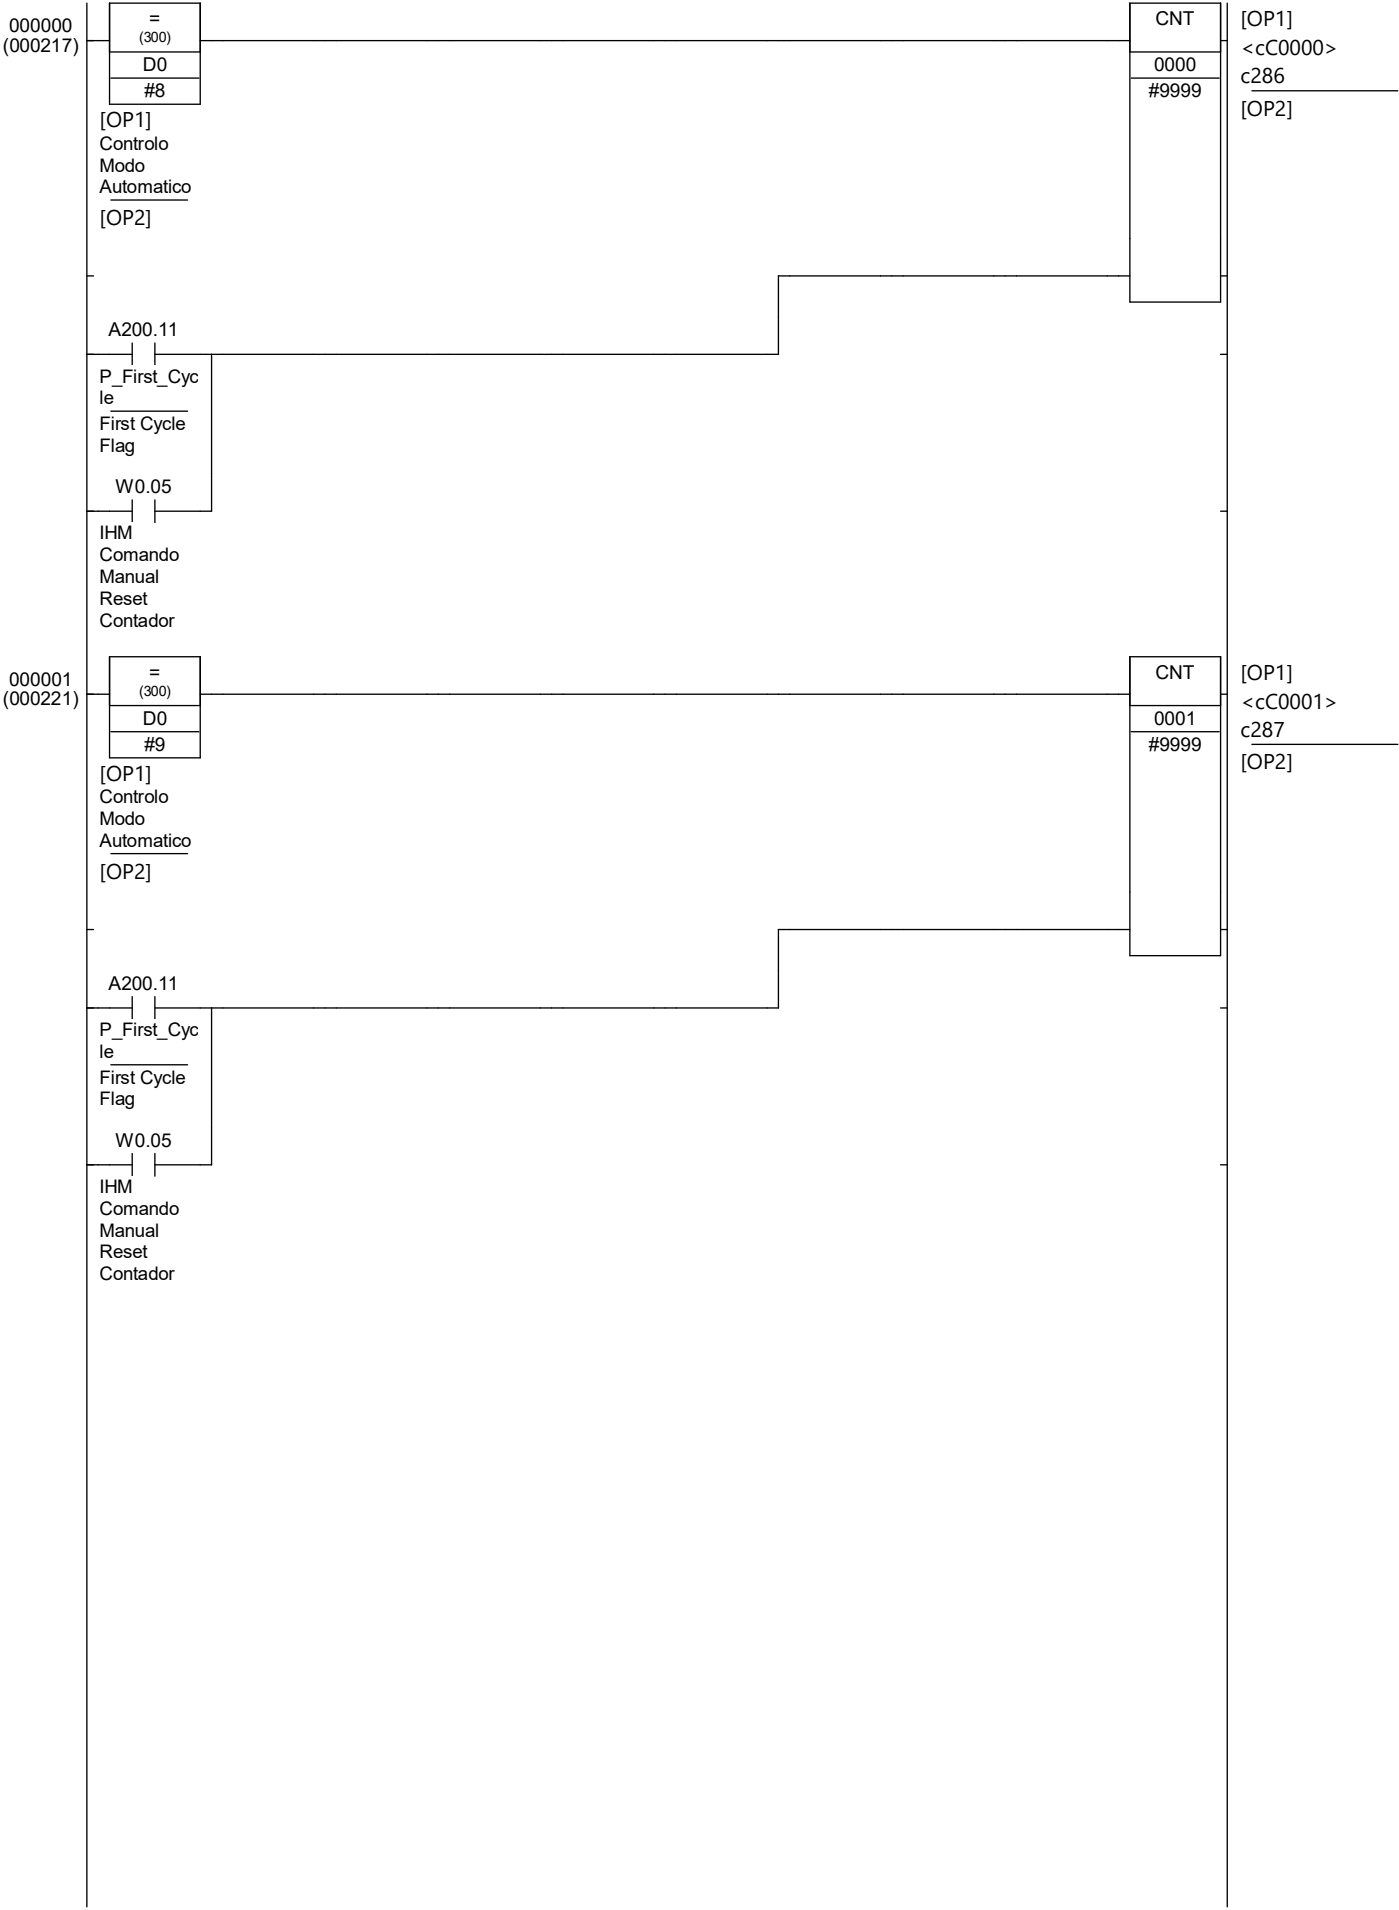 000000
(000217)
=
(300)
D0
#8
[OP1]
Controlo
Modo
Automatico
[OP2]
CNT
0000
#9999
[OP1]
<cC0000>
c286
[OP2]
A200.11
P_First_Cyc
le
First Cycle
Flag
W0.05
IHM
Comando
Manual
Reset
Contador
000001
(000221)
=
(300)
D0
#9
[OP1]
Controlo
Modo
Automatico
[OP2]
CNT
0001
#9999
[OP1]
<cC0001>
c287
[OP2]
A200.11
P_First_Cyc
le
First Cycle
Flag
W0.05
IHM
Comando
Manual
Reset
Contador